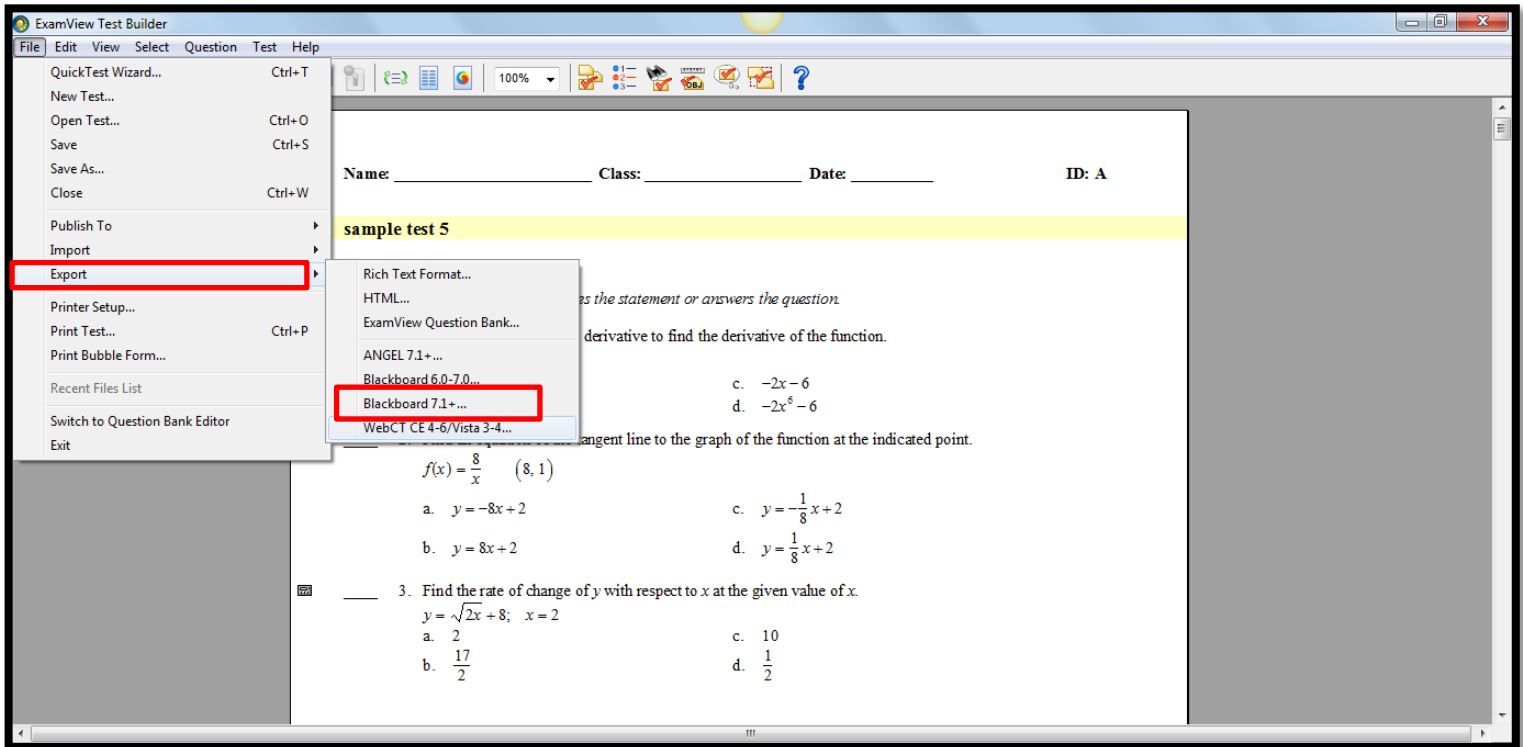 ExamView Test Builder
File Edit View Select Question Test Help
QuickTest Wizard... Ctrl+T
New Test...
Open Test... Ctrl+O
Save Ctrl+S
Save As...
Close Ctrl+W
Publish To
Import
Export
Printer Setup...
Print Test... Ctrl+P
Print Bubble Form...
Recent Files List
Switch to Question Bank Editor
Exit
Rich Text Format...
HTML...
ExamView Question Bank...
ANGEL 7.1+...
Blackboard 6.0-7.0...
Blackboard 7.1+...
WebCT CE 4-6/Vista 3-4...
100%
OBJ
Name: ____ Class: ____ Date: ____ ID: A
sample test 5
the statement or answers the question.
derivative to find the derivative of the function.
c. −2x − 6
d. −2x⁶ − 6
line to the graph of the function at the indicated point.
f(x) = 8/x (8, 1)
a. y = −8x + 2 c. y = −1/8 x + 2
b. y = 8x + 2 d. y = 1/8 x + 2
____ 3. Find the rate of change of y with respect to x at the given value of x.
y = √2x + 8; x = 2
a. 2 c. 10
b. 17/2 d. 1/2